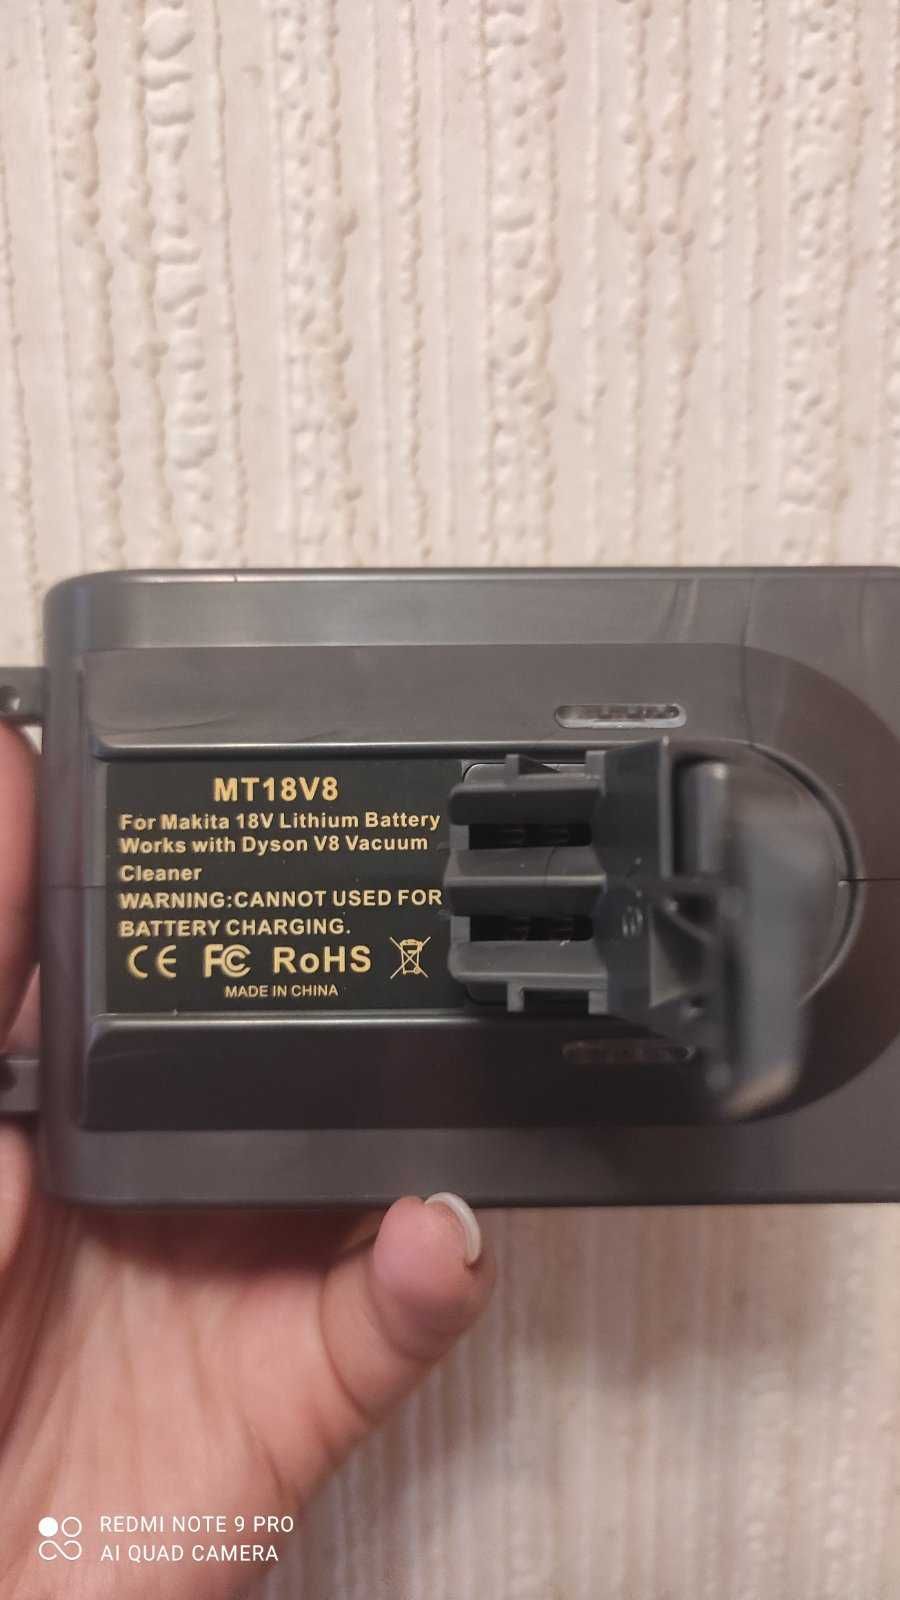 MT18V8
For Makita 18V Lithium Battery
Works with Dyson V8 Vacuum
Cleaner
WARNING:CANNOT USED FOR
BATTERY CHARGING.
CE FC RoHS
MADE IN CHINA
REDMI NOTE 9 PRO
AI QUAD CAMERA